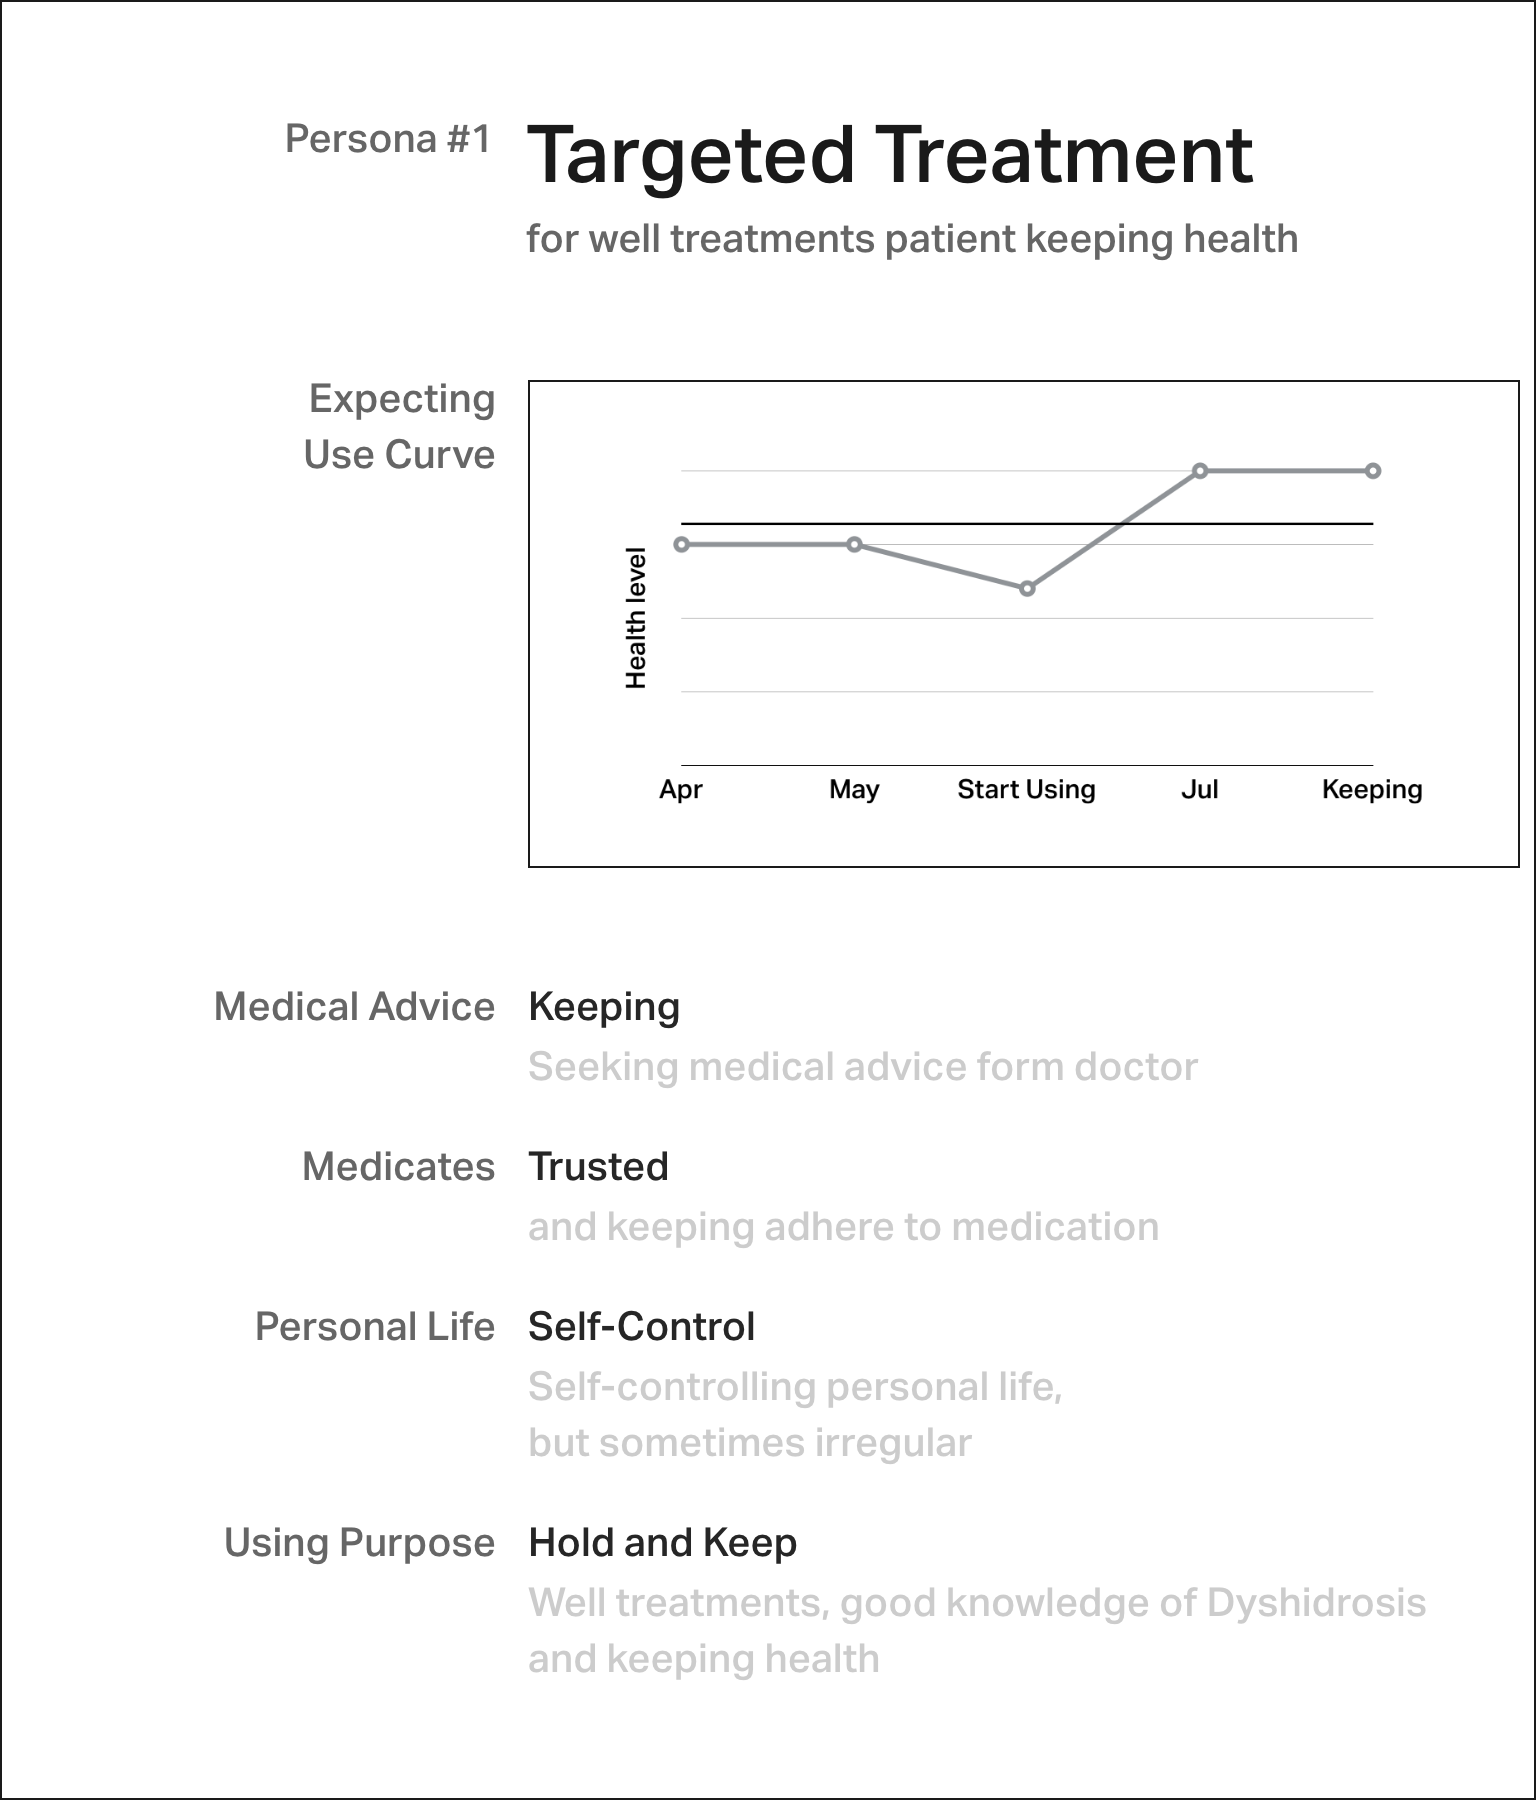 Persona #1
Targeted Treatment
for well treatments patient keeping health
Expecting
Use Curve
Health level
Apr
May
Start Using
Jul
Keeping
Medical Advice
Keeping
Seeking medical advice form doctor
Medicates
Trusted
and keeping adhere to medication
Personal Life
Self-Control
Self-controlling personal life,
but sometimes irregular
Using Purpose
Hold and Keep
Well treatments, good knowledge of Dyshidrosis
and keeping health